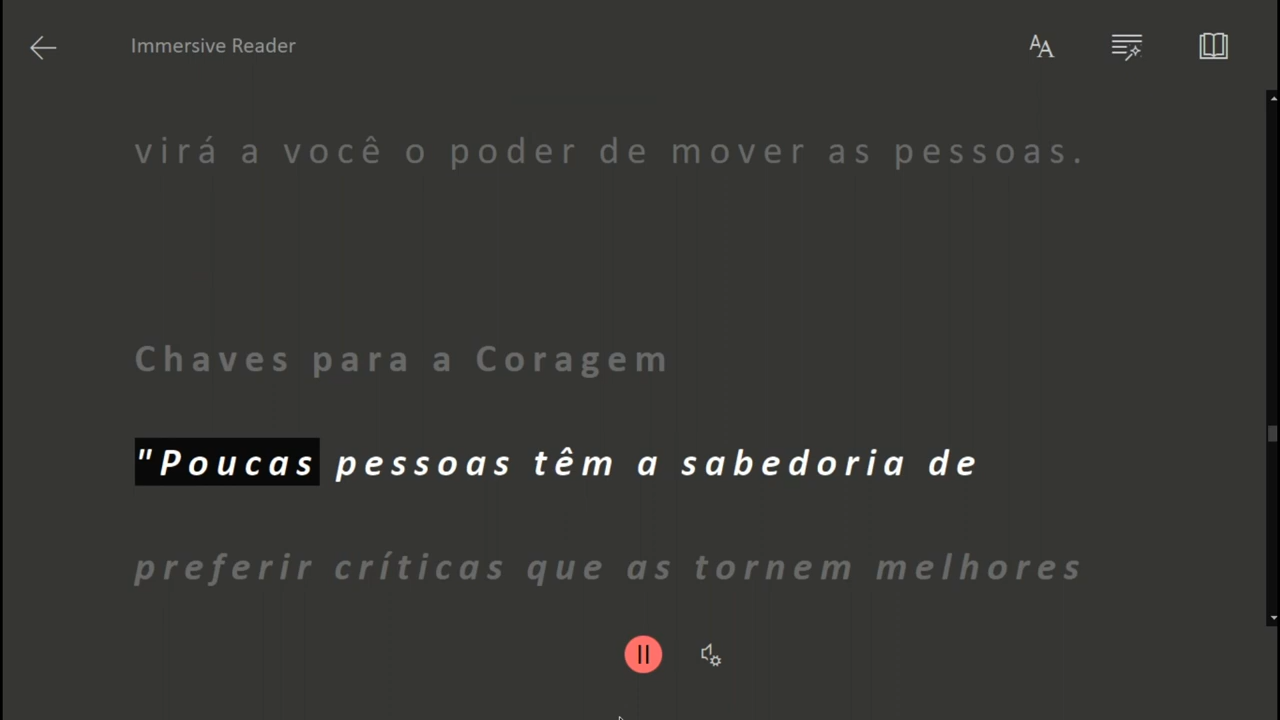 Immersive Reader
virá a você o poder de mover as pessoas.
Chaves para a Coragem
"Poucas pessoas têm a sabedoria de
preferir críticas que as tornem melhores